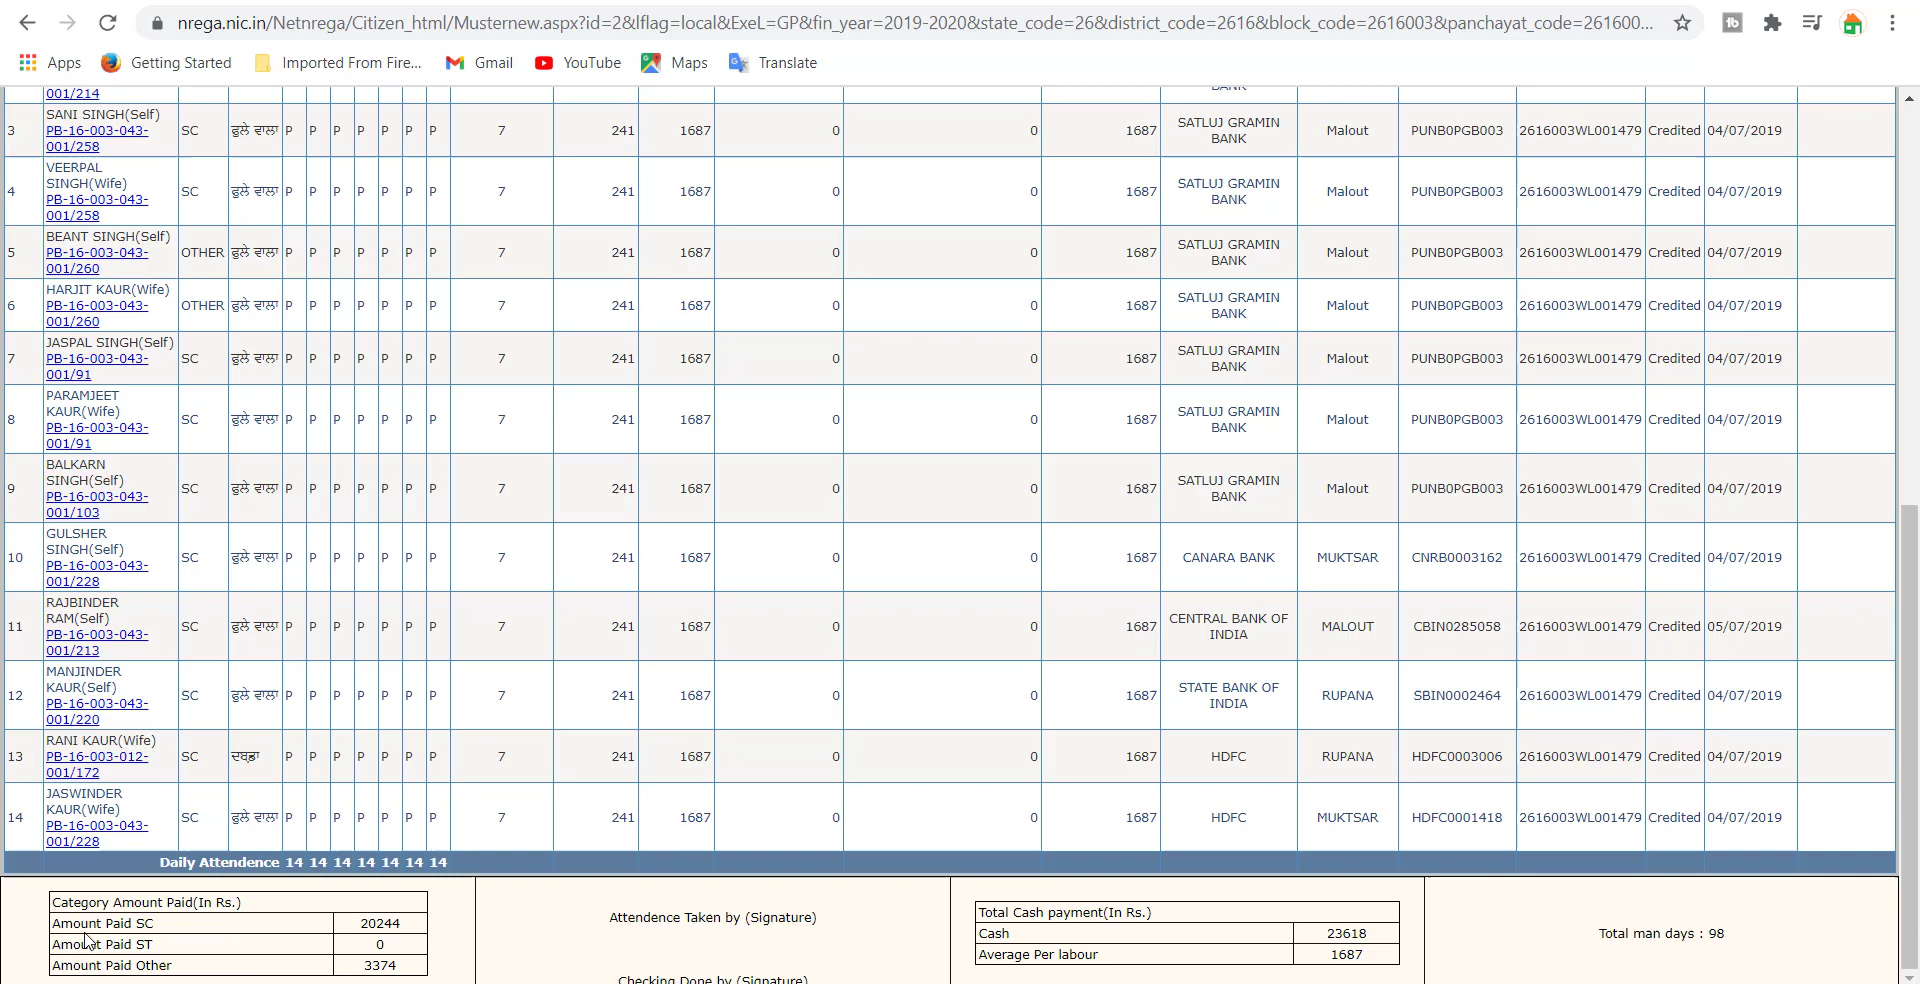 nrega.nic.in/Netnrega/Citizen_html/Musternew.aspx?id=2&lflag=local&ExeL=GP&fin_year=2019-2020&state_code=26&district_code=2616&block_code=2616003&panchayat_code=261600...
Apps Getting Started Imported From Fire... Gmail YouTube Maps Translate
001/214
3 SANI SINGH(Self) PB-16-003-043-001/258 SC ਫੂਲੇ ਵਾਲਾ P P P P P P P 7 241 1687 0 0 1687 SATLUJ GRAMIN BANK Malout PUNB0PGB003 2616003WL001479 Credited 04/07/2019
4 VEERPAL SINGH(Wife) PB-16-003-043-001/258 SC ਫੂਲੇ ਵਾਲਾ P P P P P P P 7 241 1687 0 0 1687 SATLUJ GRAMIN BANK Malout PUNB0PGB003 2616003WL001479 Credited 04/07/2019
5 BEANT SINGH(Self) PB-16-003-043-001/260 OTHER ਫੂਲੇ ਵਾਲਾ P P P P P P P 7 241 1687 0 0 1687 SATLUJ GRAMIN BANK Malout PUNB0PGB003 2616003WL001479 Credited 04/07/2019
6 HARJIT KAUR(Wife) PB-16-003-043-001/260 OTHER ਫੂਲੇ ਵਾਲਾ P P P P P P P 7 241 1687 0 0 1687 SATLUJ GRAMIN BANK Malout PUNB0PGB003 2616003WL001479 Credited 04/07/2019
7 JASPAL SINGH(Self) PB-16-003-043-001/91 SC ਫੂਲੇ ਵਾਲਾ P P P P P P P 7 241 1687 0 0 1687 SATLUJ GRAMIN BANK Malout PUNB0PGB003 2616003WL001479 Credited 04/07/2019
8 PARAMJEET KAUR(Wife) PB-16-003-043-001/91 SC ਫੂਲੇ ਵਾਲਾ P P P P P P P 7 241 1687 0 0 1687 SATLUJ GRAMIN BANK Malout PUNB0PGB003 2616003WL001479 Credited 04/07/2019
9 BALKARN SINGH(Self) PB-16-003-043-001/103 SC ਫੂਲੇ ਵਾਲਾ P P P P P P P 7 241 1687 0 0 1687 SATLUJ GRAMIN BANK Malout PUNB0PGB003 2616003WL001479 Credited 04/07/2019
10 GULSHER SINGH(Self) PB-16-003-043-001/228 SC ਫੂਲੇ ਵਾਲਾ P P P P P P P 7 241 1687 0 0 1687 CANARA BANK MUKTSAR CNRB0003162 2616003WL001479 Credited 04/07/2019
11 RAJBINDER RAM(Self) PB-16-003-043-001/213 SC ਫੂਲੇ ਵਾਲਾ P P P P P P P 7 241 1687 0 0 1687 CENTRAL BANK OF INDIA MALOUT CBIN0285058 2616003WL001479 Credited 05/07/2019
12 MANJINDER KAUR(Self) PB-16-003-043-001/220 SC ਫੂਲੇ ਵਾਲਾ P P P P P P P 7 241 1687 0 0 1687 STATE BANK OF INDIA RUPANA SBIN0002464 2616003WL001479 Credited 04/07/2019
13 RANI KAUR(Wife) PB-16-003-012-001/172 SC ਦਬੜਾ P P P P P P P 7 241 1687 0 0 1687 HDFC RUPANA HDFC0003006 2616003WL001479 Credited 04/07/2019
14 JASWINDER KAUR(Wife) PB-16-003-043-001/228 SC ਫੂਲੇ ਵਾਲਾ P P P P P P P 7 241 1687 0 0 1687 HDFC MUKTSAR HDFC0001418 2616003WL001479 Credited 04/07/2019
Daily Attendence 14 14 14 14 14 14 14
Category Amount Paid(In Rs.)
Amount Paid SC 20244
Amount Paid ST 0
Amount Paid Other 3374
Attendence Taken by (Signature)
Checking Done by (Signature)
Total Cash payment(In Rs.)
Cash 23618
Average Per labour 1687
Total man days : 98